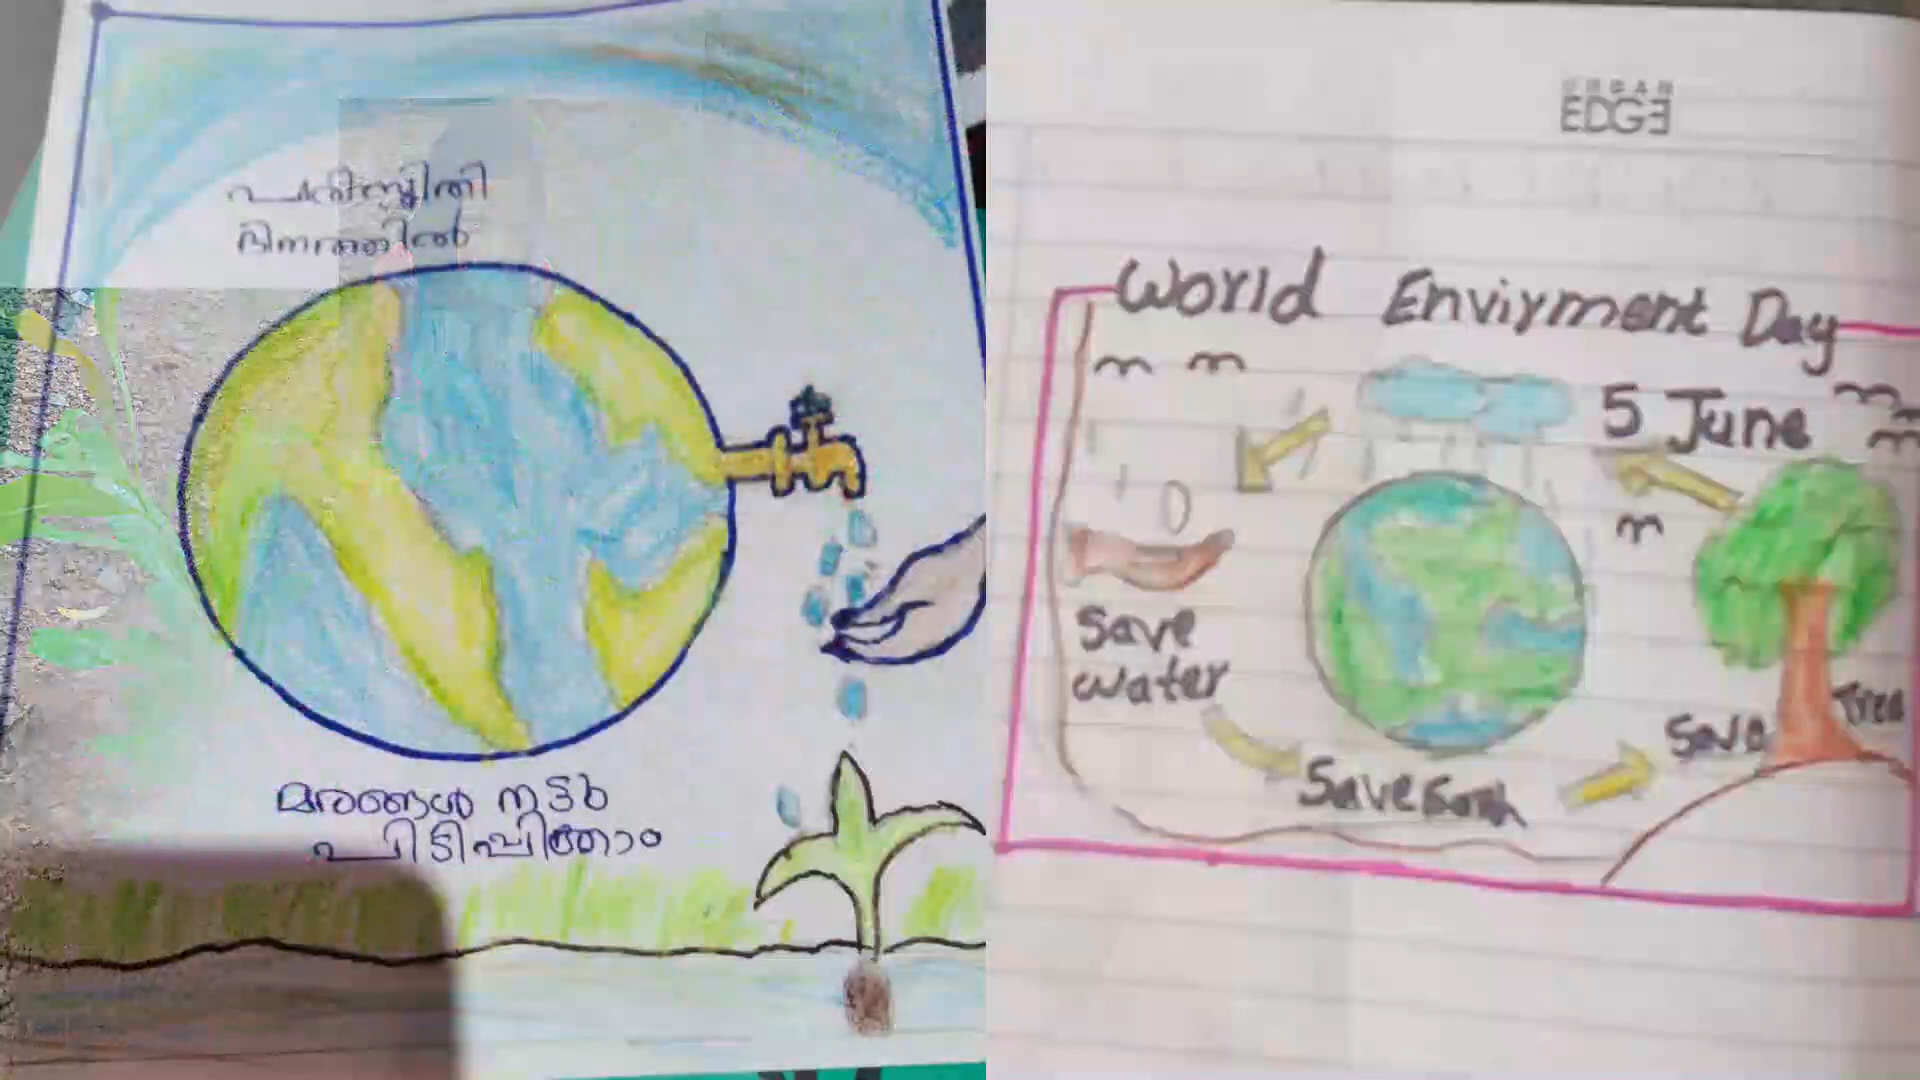 പരിസ്ഥിതി
ദിനത്തിൽ
മരങ്ങൾ നട്ടു
പിടിപ്പിക്കാം
URBAN
EDGE
World Envirment Day
5 June
Save
water
Save Earth
Save Tree